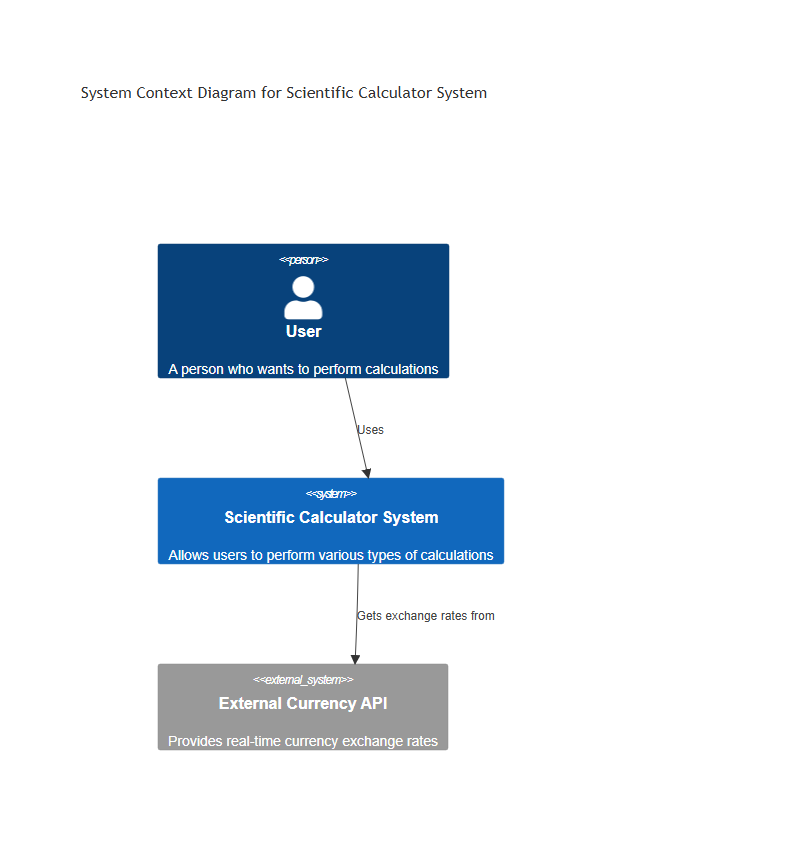 System Context Diagram for Scientific Calculator System
<<person>>
User
A person who wants to perform calculations
Uses
<<system>>
Scientific Calculator System
Allows users to perform various types of calculations
Gets exchange rates from
<<external_system>>
External Currency API
Provides real-time currency exchange rates